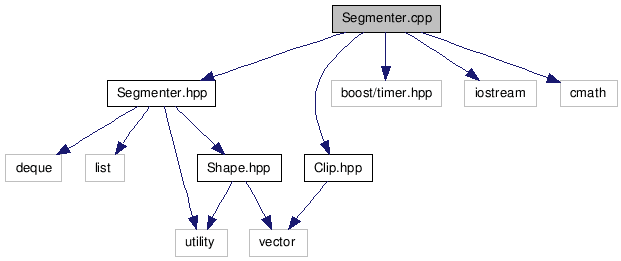 Segmenter.cpp
Segmenter.hpp
boost/timer.hpp
iostream
cmath
deque
list
Shape.hpp
Clip.hpp
utility
vector